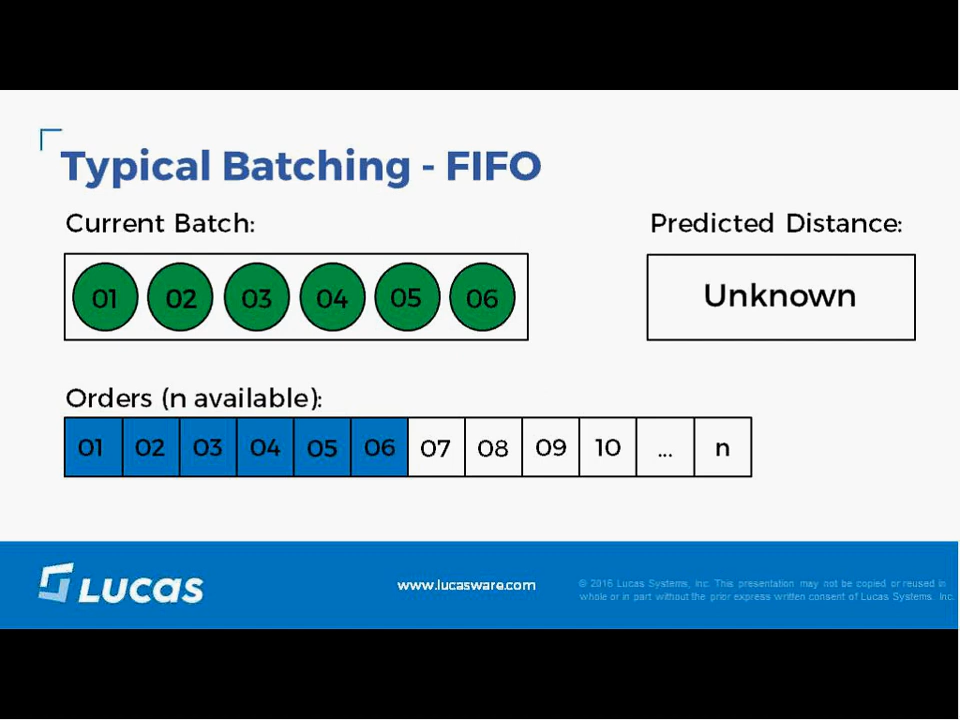 Typical Batching - FIFO
Current Batch:
Predicted Distance:
01 02 03 04 05 06
Unknown
Orders (n available):
01 02 03 04 05 06 07 08 09 10 ... n
LUCAS
www.lucasware.com
© 2016 Lucas Systems, Inc. This presentation may not be copied or reused in
whole or in part without the prior express written consent of Lucas Systems, Inc.